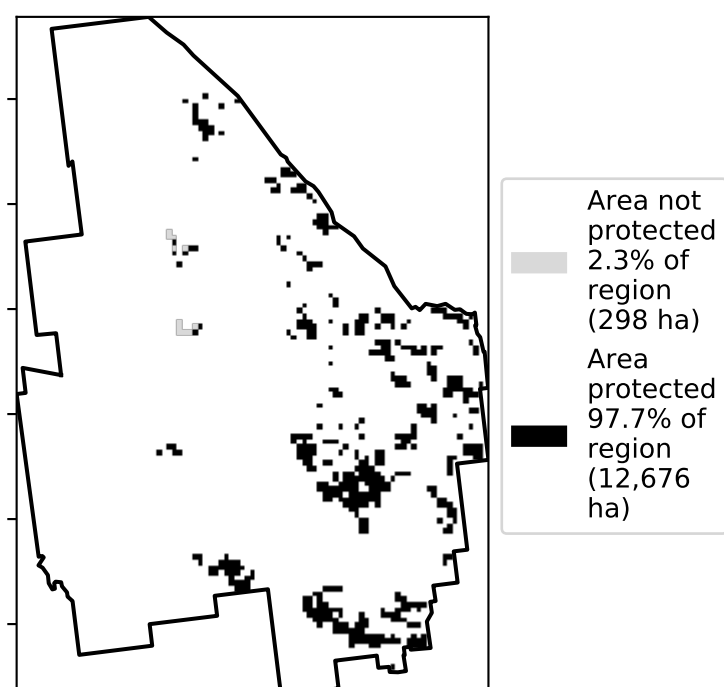 Area not
protected
2.3% of
region
(298 ha)
Area
protected
97.7% of
region
(12,676
ha)